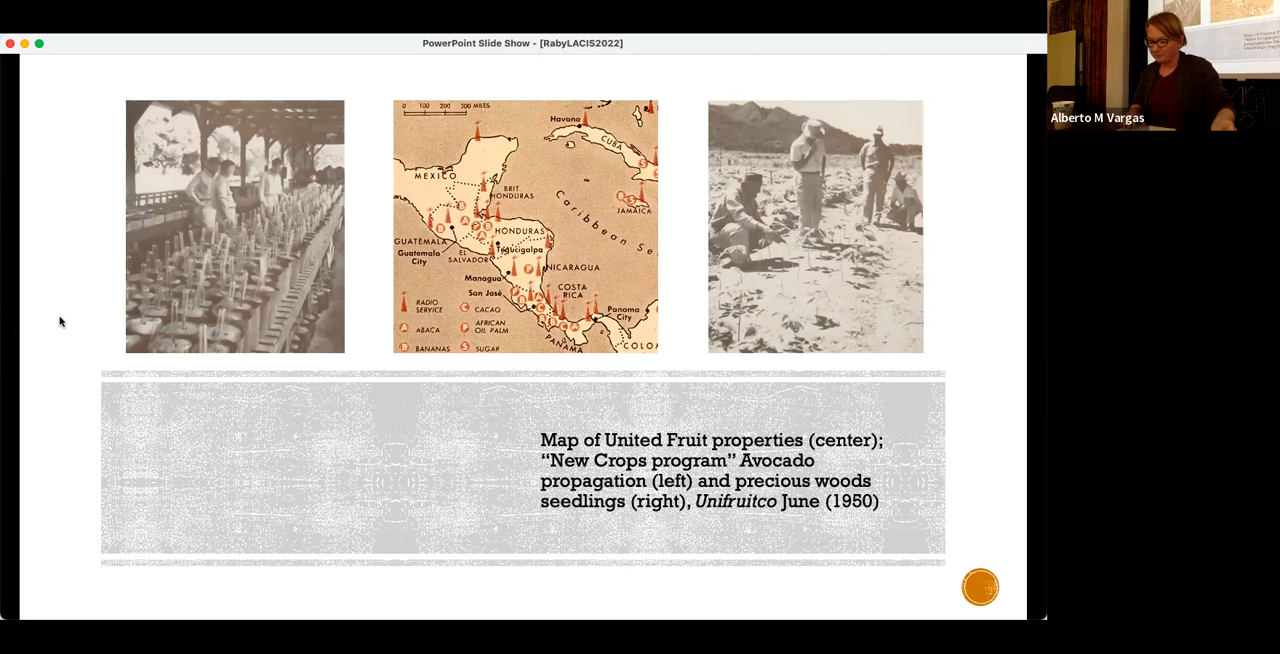 PowerPoint Slide Show - [RabyLACIS2022]
Alberto M Vargas
0 100 200 300 MILES
Havana
CUBA
MEXICO
BRIT
HONDURAS
JAMAICA
Caribbean Se
GUATEMALA
Guatemala
City
HONDURAS
Tegucigalpa
EL
SALVADOR
NICARAGUA
Managua
San José
COSTA
RICA
Panama
City
PANAMA
COLOM
RADIO
SERVICE
C CACAO
A ABACA
P AFRICAN
OIL PALM
B BANANAS
S SUGAR
Map of United Fruit properties (center);
“New Crops program” Avocado
propagation (left) and precious woods
seedlings (right), Unifruitco June (1950)